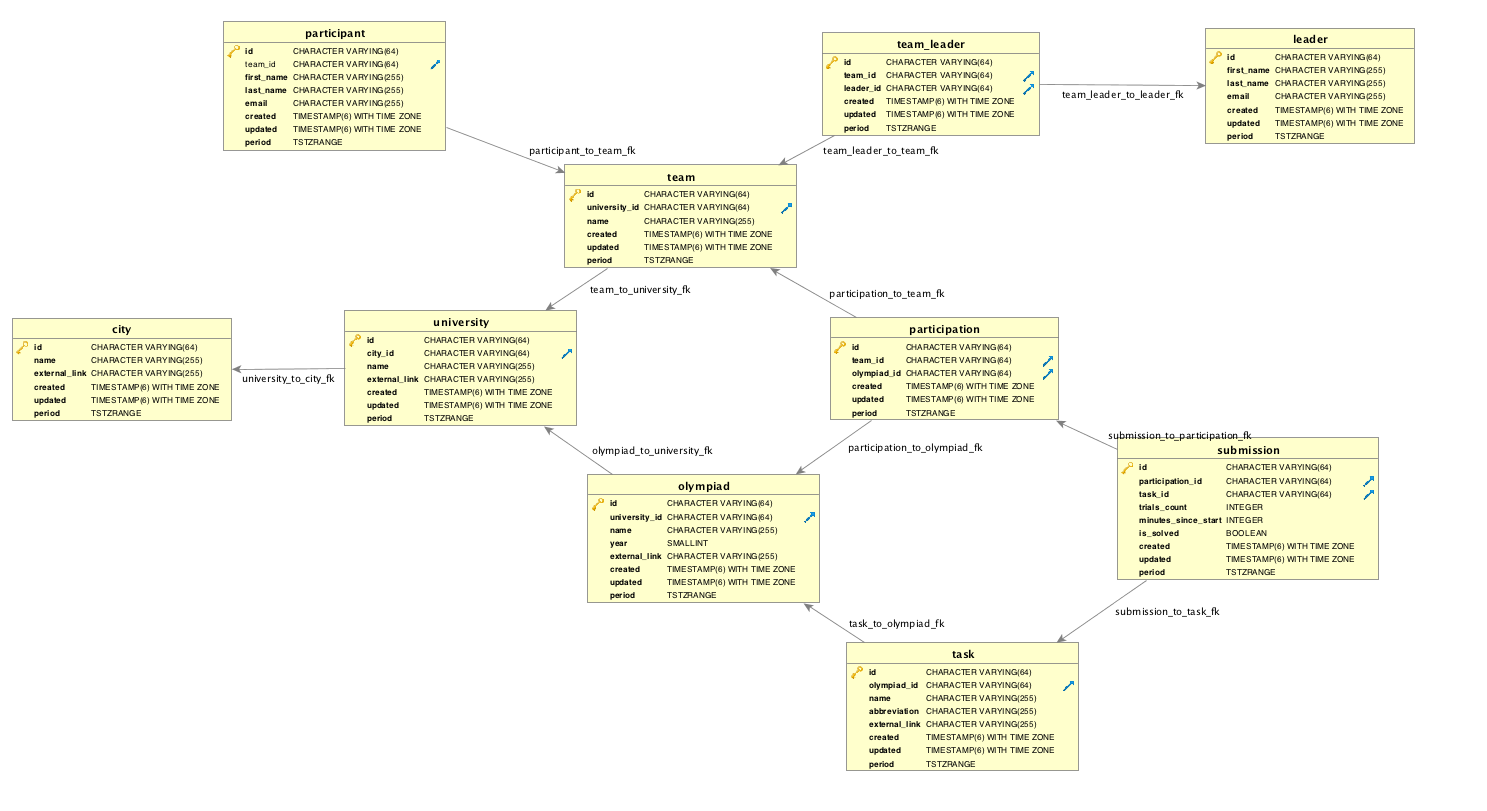 participant
id CHARACTER VARYING(64)
team_id CHARACTER VARYING(64)
first_name CHARACTER VARYING(255)
last_name CHARACTER VARYING(255)
email CHARACTER VARYING(255)
created TIMESTAMP(6) WITH TIME ZONE
updated TIMESTAMP(6) WITH TIME ZONE
period TSTZRANGE
team_leader
id CHARACTER VARYING(64)
team_id CHARACTER VARYING(64)
leader_id CHARACTER VARYING(64)
created TIMESTAMP(6) WITH TIME ZONE
updated TIMESTAMP(6) WITH TIME ZONE
period TSTZRANGE
team_leader_to_leader_fk
leader
id CHARACTER VARYING(64)
first_name CHARACTER VARYING(255)
last_name CHARACTER VARYING(255)
email CHARACTER VARYING(255)
created TIMESTAMP(6) WITH TIME ZONE
updated TIMESTAMP(6) WITH TIME ZONE
period TSTZRANGE
participant_to_team_fk
team_leader_to_team_fk
team
id CHARACTER VARYING(64)
university_id CHARACTER VARYING(64)
name CHARACTER VARYING(255)
created TIMESTAMP(6) WITH TIME ZONE
updated TIMESTAMP(6) WITH TIME ZONE
period TSTZRANGE
team_to_university_fk
participation_to_team_fk
city
id CHARACTER VARYING(64)
name CHARACTER VARYING(255)
external_link CHARACTER VARYING(255)
created TIMESTAMP(6) WITH TIME ZONE
updated TIMESTAMP(6) WITH TIME ZONE
period TSTZRANGE
university_to_city_fk
university
id CHARACTER VARYING(64)
city_id CHARACTER VARYING(64)
name CHARACTER VARYING(255)
external_link CHARACTER VARYING(255)
created TIMESTAMP(6) WITH TIME ZONE
updated TIMESTAMP(6) WITH TIME ZONE
period TSTZRANGE
participation
id CHARACTER VARYING(64)
team_id CHARACTER VARYING(64)
olympiad_id CHARACTER VARYING(64)
created TIMESTAMP(6) WITH TIME ZONE
updated TIMESTAMP(6) WITH TIME ZONE
period TSTZRANGE
olympiad_to_university_fk
participation_to_olympiad_fk
submission_to_participation_fk
submission
id CHARACTER VARYING(64)
participation_id CHARACTER VARYING(64)
task_id CHARACTER VARYING(64)
trials_count INTEGER
minutes_since_start INTEGER
is_solved BOOLEAN
created TIMESTAMP(6) WITH TIME ZONE
updated TIMESTAMP(6) WITH TIME ZONE
period TSTZRANGE
olympiad
id CHARACTER VARYING(64)
university_id CHARACTER VARYING(64)
name CHARACTER VARYING(255)
year SMALLINT
external_link CHARACTER VARYING(255)
created TIMESTAMP(6) WITH TIME ZONE
updated TIMESTAMP(6) WITH TIME ZONE
period TSTZRANGE
task_to_olympiad_fk
submission_to_task_fk
task
id CHARACTER VARYING(64)
olympiad_id CHARACTER VARYING(64)
name CHARACTER VARYING(255)
abbreviation CHARACTER VARYING(255)
external_link CHARACTER VARYING(255)
created TIMESTAMP(6) WITH TIME ZONE
updated TIMESTAMP(6) WITH TIME ZONE
period TSTZRANGE